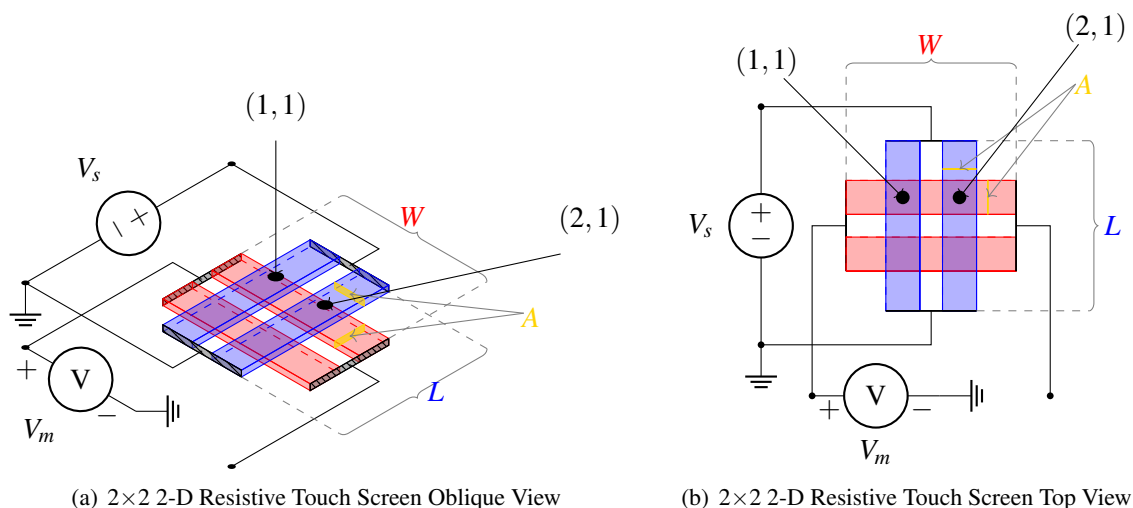 (1,1)
V_s
− +
W
(2,1)
A
+
V
−
V_m
L
(a) 2×2 2-D Resistive Touch Screen Oblique View
(2,1)
W
(1,1)
A
V_s
+
−
L
+
V
−
V_m
(b) 2×2 2-D Resistive Touch Screen Top View